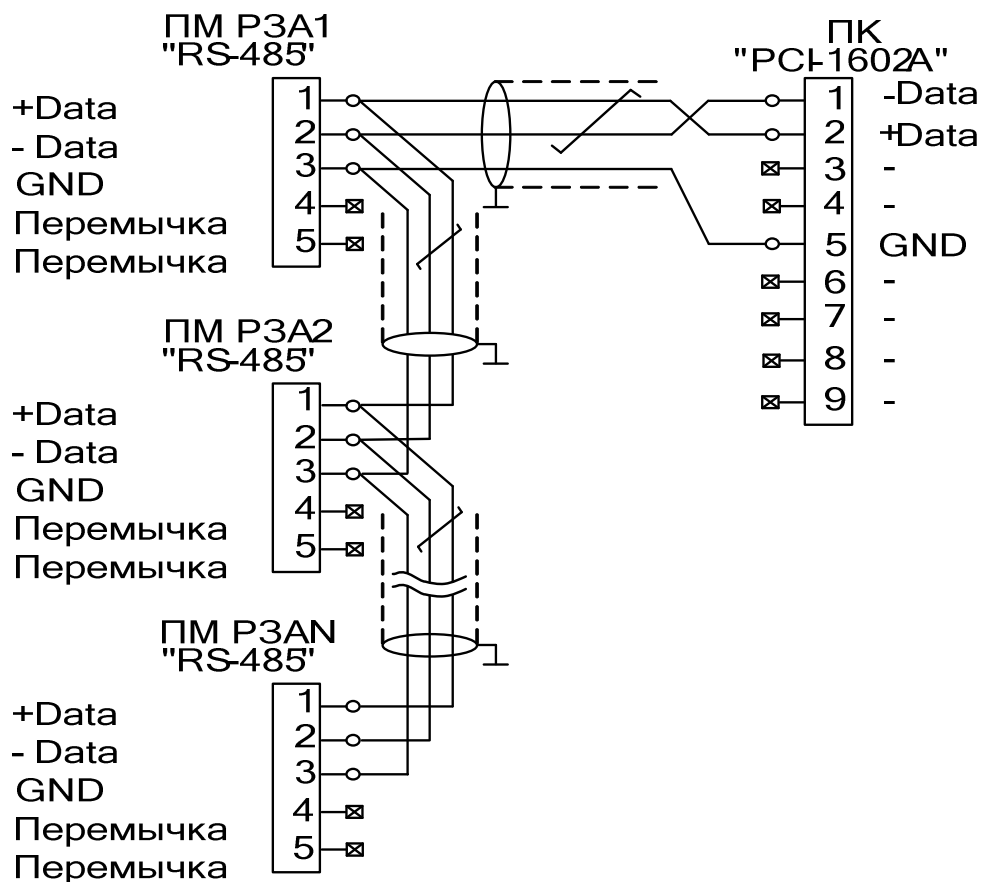 ПМ РЗА1
"RS-485"
+Data
- Data
GND
Перемычка
Перемычка
1
2
3
4
5
ПК
"PCI-1602A"
1
2
3
4
5
6
7
8
9
-Data
+Data
-
-
GND
-
-
-
-
ПМ РЗА2
"RS-485"
+Data
- Data
GND
Перемычка
Перемычка
1
2
3
4
5
ПМ РЗАN
"RS-485"
+Data
- Data
GND
Перемычка
Перемычка
1
2
3
4
5